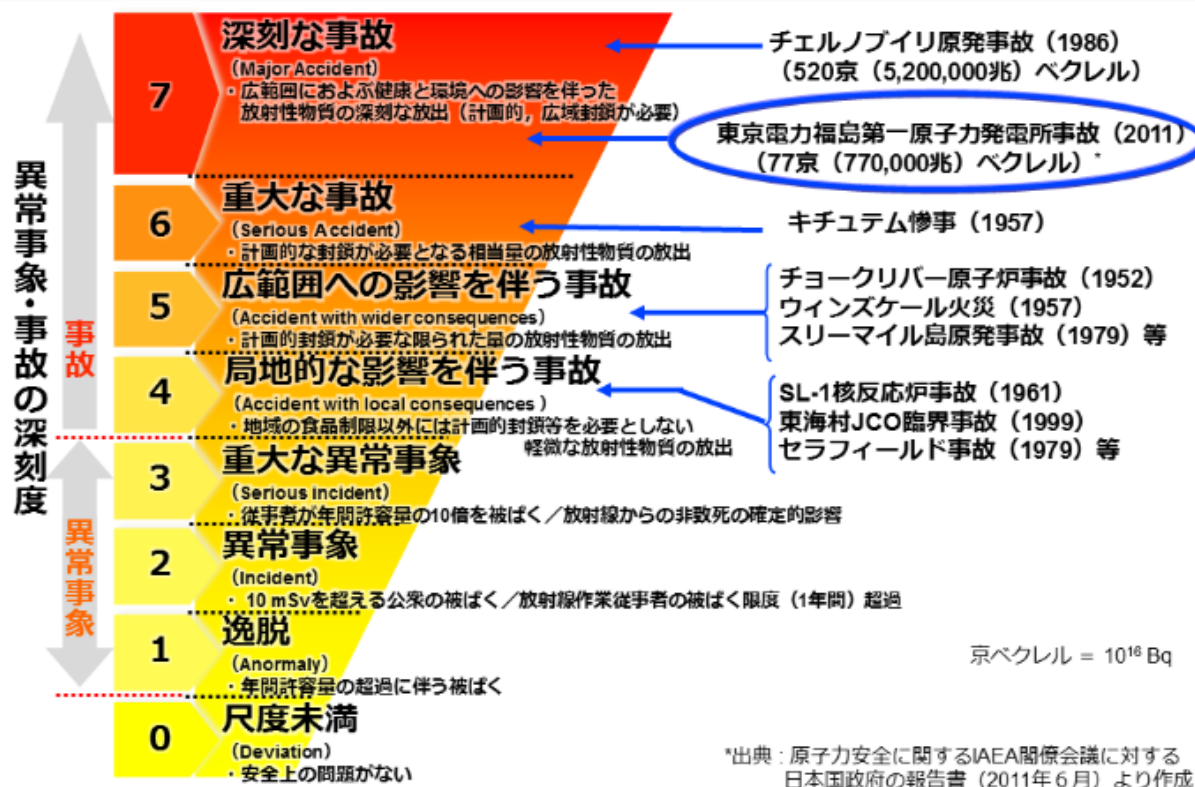 異常事象・事故の深刻度
事故
異常事象
7
深刻な事故
（Major Accident）
・広範囲におよぶ健康と環境への影響を伴った
放射性物質の深刻な放出（計画的，広域封鎖が必要）
チェルノブイリ原発事故（1986）
（520京（5,200,000兆）ベクレル）
東京電力福島第一原子力発電所事故（2011）
（77京（770,000兆）ベクレル）*
6
重大な事故
（Serious Accident）
・計画的な封鎖が必要となる相当量の放射性物質の放出
キチュテム惨事（1957）
5
広範囲への影響を伴う事故
（Accident with wider consequences）
・計画的封鎖が必要な限られた量の放射性物質の放出
チョークリバー原子炉事故（1952）
ウィンズケール火災（1957）
スリーマイル島原発事故（1979）等
4
局地的な影響を伴う事故
（Accident with local consequences ）
・地域の食品制限以外には計画的封鎖等を必要としない
軽微な放射性物質の放出
SL-1核反応炉事故（1961）
東海村JCO臨界事故（1999）
セラフィールド事故（1979）等
3
重大な異常事象
（Serious incident）
・従事者が年間許容量の10倍を被ばく／放射線からの非致死の確定的影響
2
異常事象
（Incident）
・ 10 mSvを超える公衆の被ばく／放射線作業従事者の被ばく限度（1年間）超過
1
逸脱
（Anormaly）
・年間許容量の超過に伴う被ばく
京ベクレル ＝ 10¹⁶ Bq
0
尺度未満
（Deviation）
・安全上の問題がない
*出典：原子力安全に関するIAEA閣僚会議に対する
日本国政府の報告書（2011年６月）より作成